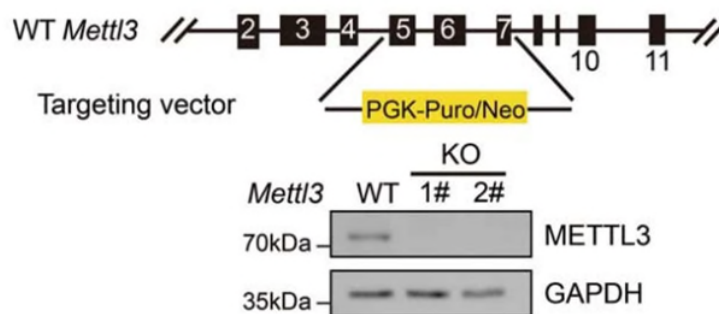 WT Mettl3 2 3 4 5 6 7
10 11
Targeting vector PGK-Puro/Neo
KO
Mettl3 WT 1# 2#
70kDa METTL3
35kDa GAPDH